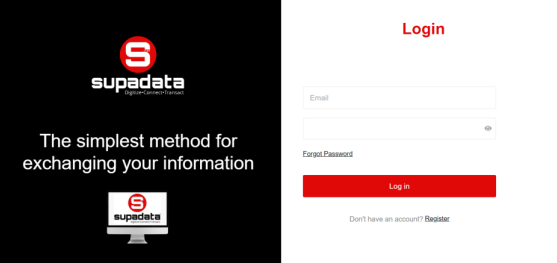 S
supadata
Digitize•Connect•Transact
The simplest method for
exchanging your information
S
supadata
Login
Email
Forgot Password
Log in
Don't have an account? Register